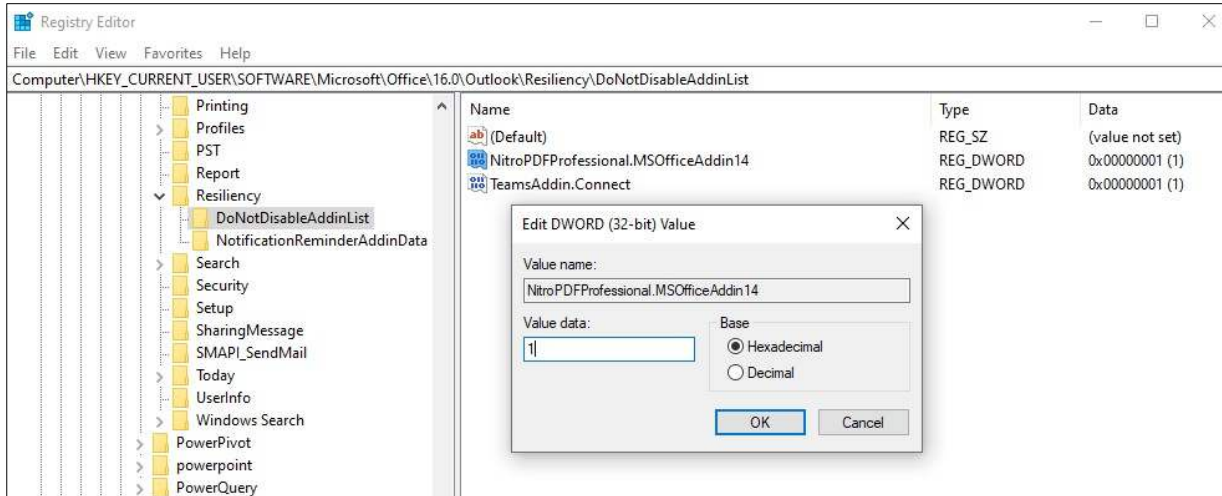 Registry Editor
File Edit View Favorites Help
Computer\HKEY_CURRENT_USER\SOFTWARE\Microsoft\Office\16.0\Outlook\Resiliency\DoNotDisableAddinList
Printing
Profiles
PST
Report
Resiliency
DoNotDisableAddinList
NotificationReminderAddinData
Search
Security
Setup
SharingMessage
SMAPI_SendMail
Today
UserInfo
Windows Search
PowerPivot
powerpoint
PowerQuery
Name Type Data
(Default) REG_SZ (value not set)
NitroPDFProfessional.MSOfficeAddin14 REG_DWORD 0x00000001 (1)
TeamsAddin.Connect REG_DWORD 0x00000001 (1)
Edit DWORD (32-bit) Value
Value name:
NitroPDFProfessional.MSOfficeAddin14
Value data:
1
Base
Hexadecimal
Decimal
OK Cancel